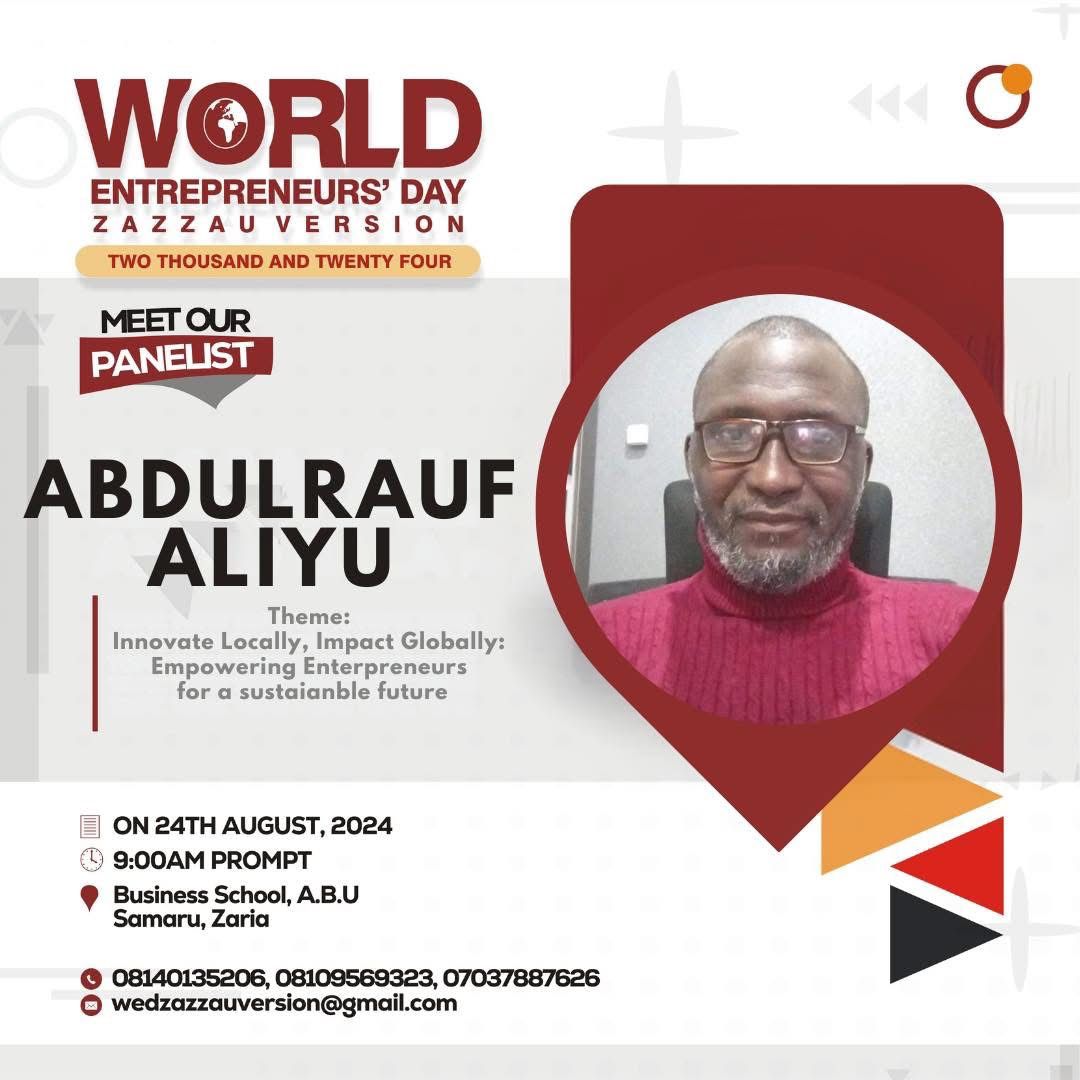 WORLD
ENTREPRENEURS' DAY
ZAZZAU VERSION
TWO THOUSAND AND TWENTY FOUR
MEET OUR
PANELIST
ABDULRAUF
ALIYU
Theme:
Innovate Locally, Impact Globally:
Empowering Enterpreneurs
for a sustaianble future
ON 24TH AUGUST, 2024
9:00AM PROMPT
Business School, A.B.U
Samaru, Zaria
08140135206, 08109569323, 07037887626
wedzazzauversion@gmail.com